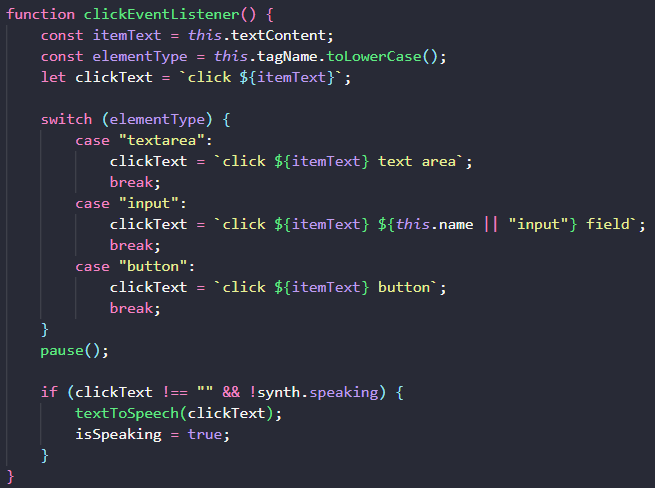 function clickEventListener() {
    const itemText = this.textContent;
    const elementType = this.tagName.toLowerCase();
    let clickText = `click ${itemText}`;

    switch (elementType) {
        case "textarea":
            clickText = `click ${itemText} text area`;
            break;
        case "input":
            clickText = `click ${itemText} ${this.name || "input"} field`;
            break;
        case "button":
            clickText = `click ${itemText} button`;
            break;
    }
    pause();

    if (clickText !== "" && !synth.speaking) {
        textToSpeech(clickText);
        isSpeaking = true;
    }
}